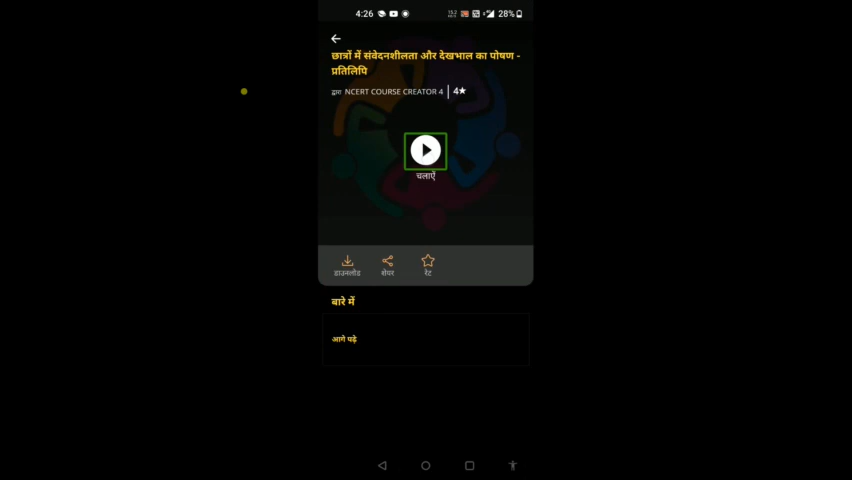 4:26
28%
छात्रों में संवेदनशीलता और देखभाल का पोषण -
प्रतिलिपि
द्वारा NCERT COURSE CREATOR 4 | 4★
चलाएँ
डाउनलोड शेयर रेट
बारे में
आगे पढ़े